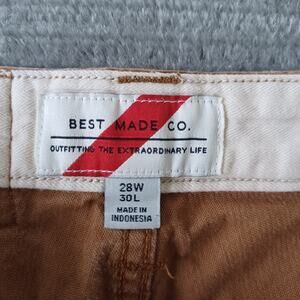 BEST MADE CO.
OUTFITTING THE EXTRAORDINARY LIFE
28W
30L
MADE IN
INDONESIA